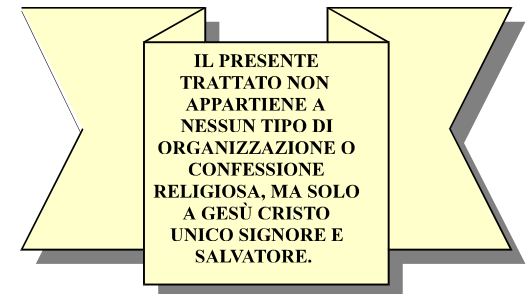 IL PRESENTE
TRATTATO NON
APPARTIENE A
NESSUN TIPO DI
ORGANIZZAZIONE O
CONFESSIONE
RELIGIOSA, MA SOLO
A GESÙ CRISTO
UNICO SIGNORE E
SALVATORE.